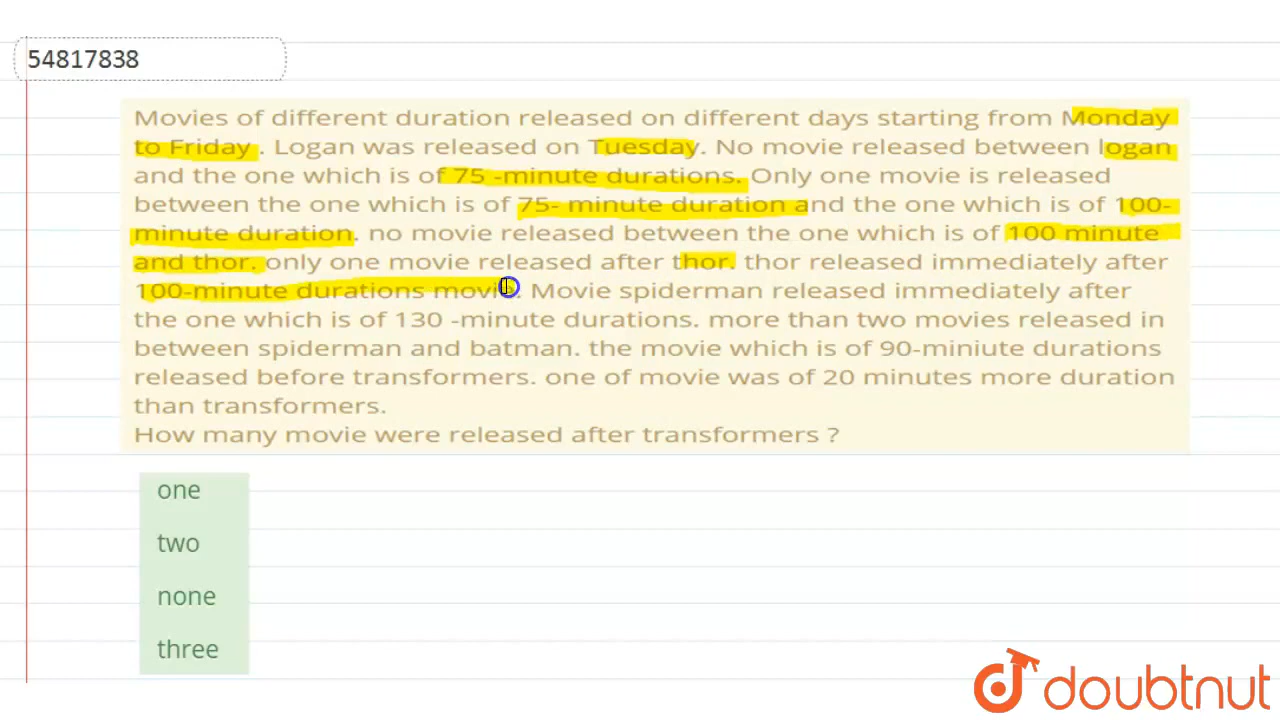 54817838
Movies of different duration released on different days starting from Monday
to Friday . Logan was released on Tuesday. No movie released between logan
and the one which is of 75 -minute durations. Only one movie is released
between the one which is of 75- minute duration and the one which is of 100-
minute duration. no movie released between the one which is of 100 minute
and thor. only one movie released after thor. thor released immediately after
100-minute durations movie. Movie spiderman released immediately after
the one which is of 130 -minute durations. more than two movies released in
between spiderman and batman. the movie which is of 90-miniute durations
released before transformers. one of movie was of 20 minutes more duration
than transformers.
How many movie were released after transformers ?
one
two
none
three
doubtnut